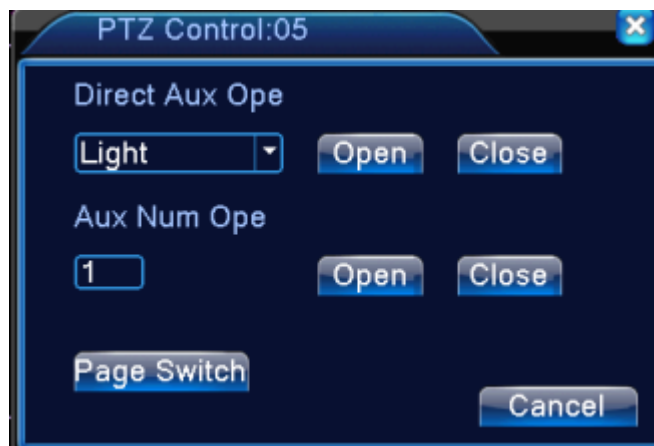 PTZ Control:05
Direct Aux Ope
Light Open Close
Aux Num Ope
1 Open Close
Page Switch
Cancel